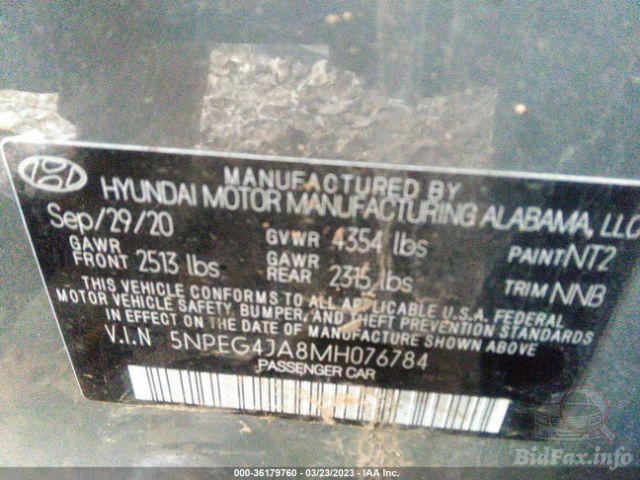 MANUFACTURED BY
HYUNDAI MOTOR MANUFACTURING ALABAMA, LLC
Sep/29/20 GVWR 4354 lbs PAINT NT2
GAWR FRONT 2513 lbs. GAWR REAR 2315 lbs TRIM NNB
THIS VEHICLE CONFORMS TO ALL APPLICABLE U.S.A. FEDERAL
MOTOR VEHICLE SAFETY, BUMPER, AND THEFT PREVENTION STANDARDS
IN EFFECT ON THE DATE OF MANUFACTURE SHOWN ABOVE
V.I.N 5NPEG4JA8MH076784
PASSENGER CAR
BidFax.info
000-36179760 - 03/23/2023 - IAA Inc.